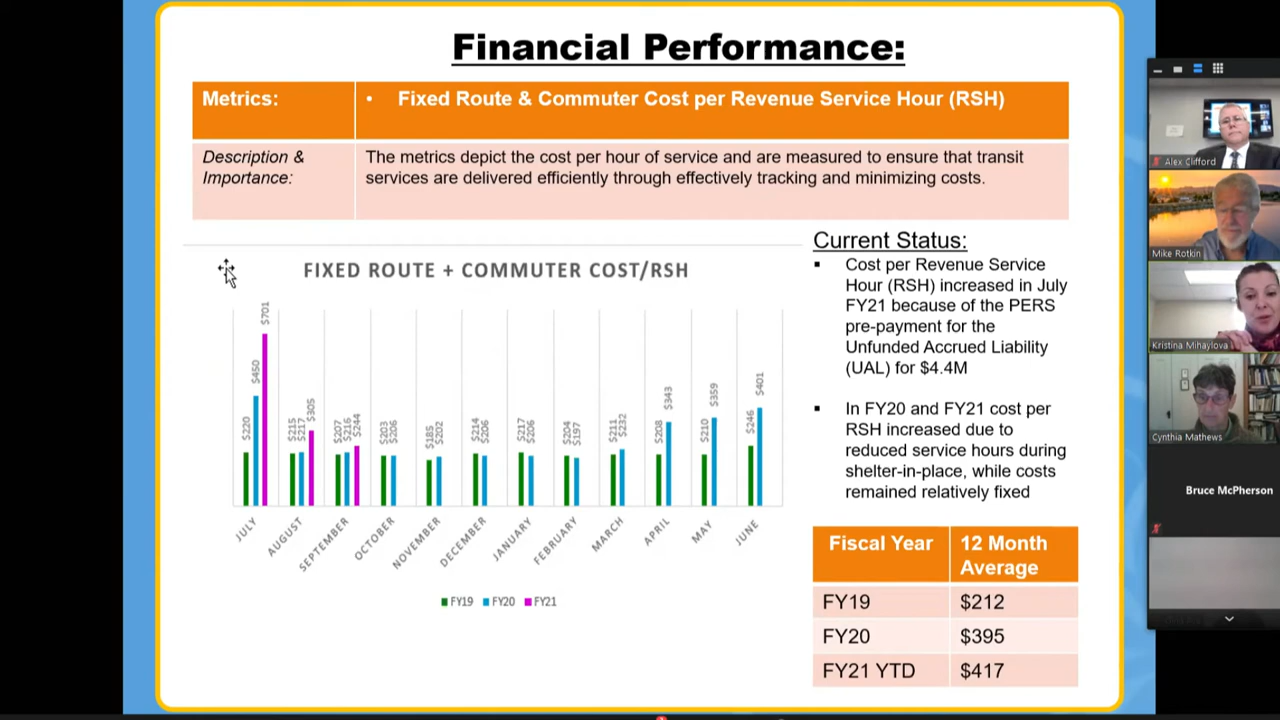 Financial Performance:
Metrics:
• Fixed Route & Commuter Cost per Revenue Service Hour (RSH)
Description &
Importance:
The metrics depict the cost per hour of service and are measured to ensure that transit
services are delivered efficiently through effectively tracking and minimizing costs.
FIXED ROUTE + COMMUTER COST/RSH
$220 $450 $701
$215 $217 $305
$207 $216 $244
$203 $206
$185 $202
$214 $206
$217 $206
$204 $197
$211 $232
$208 $343
$210 $359
$246 $401
JULY AUGUST SEPTEMBER OCTOBER NOVEMBER DECEMBER JANUARY FEBRUARY MARCH APRIL MAY JUNE
FY19 FY20 FY21
Current Status:
Cost per Revenue Service
Hour (RSH) increased in July
FY21 because of the PERS
pre-payment for the
Unfunded Accrued Liability
(UAL) for $4.4M
In FY20 and FY21 cost per
RSH increased due to
reduced service hours during
shelter-in-place, while costs
remained relatively fixed
Fiscal Year 12 Month
Average
FY19 $212
FY20 $395
FY21 YTD $417
Alex Clifford
Mike Rotkin
Kristina Mihaylova
Cynthia Mathews
Bruce McPherson